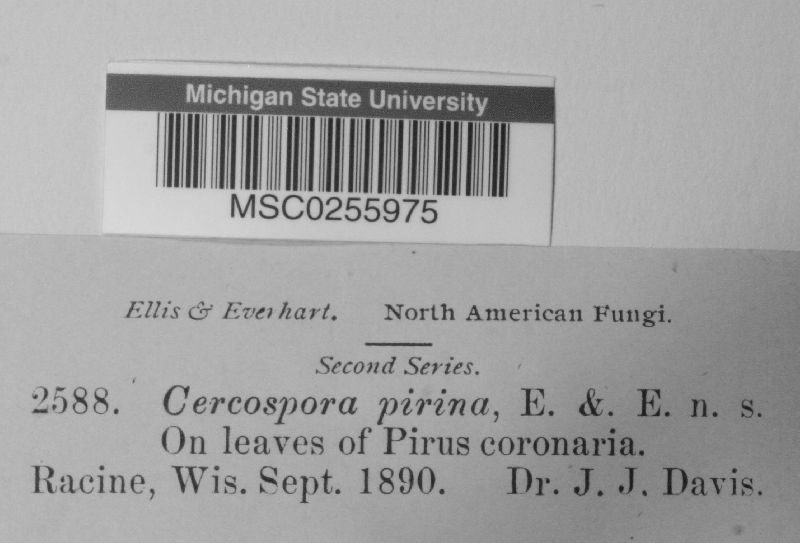 Michigan State University
MSC0255975
Ellis & Everhart. North American Fungi.
Second Series.
2588. Cercospora pirina, E. &. E. n. s.
On leaves of Pirus coronaria.
Racine, Wis. Sept. 1890. Dr. J. J. Davis.